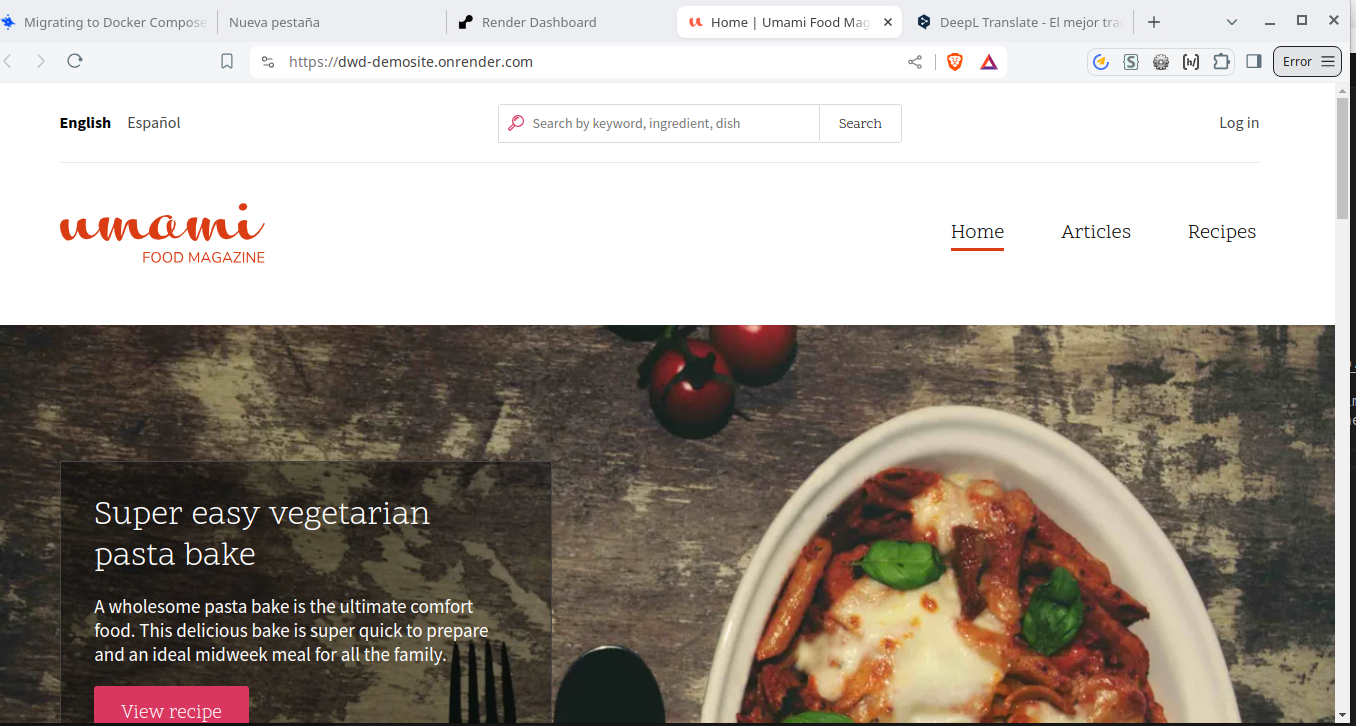 Migrating to Docker Compose
Nueva pestaña
Render Dashboard
Home | Umami Food Mag
DeepL Translate - El mejor tra
https://dwd-demosite.onrender.com
Error
English Español
Search by keyword, ingredient, dish
Search
Log in
umami
FOOD MAGAZINE
Home
Articles
Recipes
Super easy vegetarian
pasta bake
A wholesome pasta bake is the ultimate comfort
food. This delicious bake is super quick to prepare
and an ideal midweek meal for all the family.
View recipe